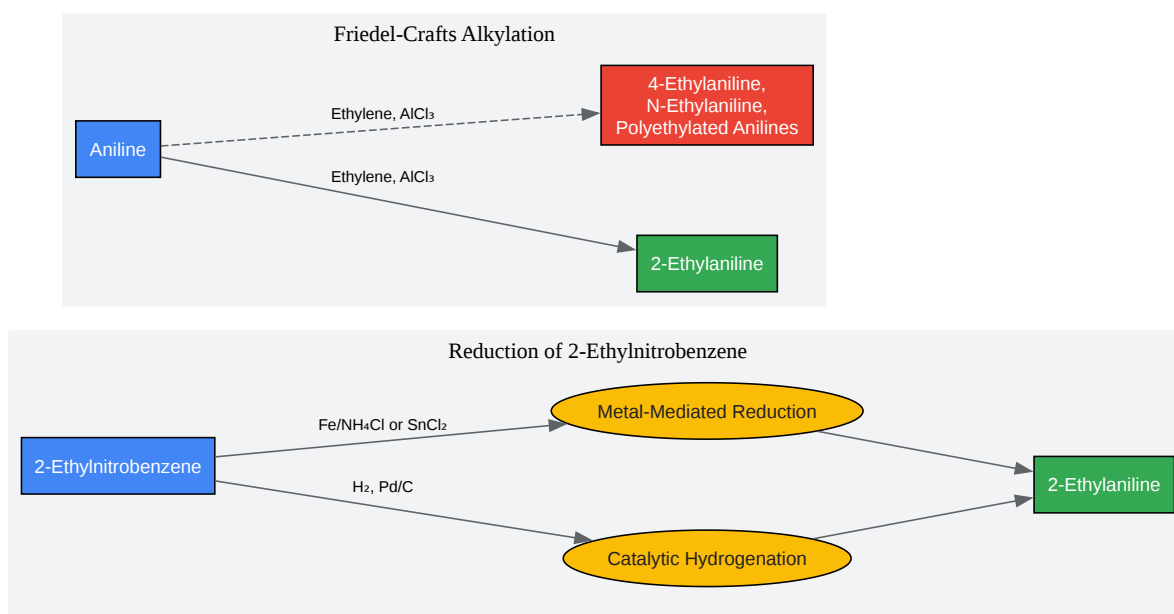 Friedel-Crafts Alkylation
4-Ethylaniline,
N-Ethylaniline,
Polyethylated Anilines
Ethylene, AlCl₃
Aniline
Ethylene, AlCl₃
2-Ethylaniline
Reduction of 2-Ethylnitrobenzene
Metal-Mediated Reduction
Fe/NH₄Cl or SnCl₂
2-Ethylnitrobenzene
H₂, Pd/C
2-Ethylaniline
Catalytic Hydrogenation